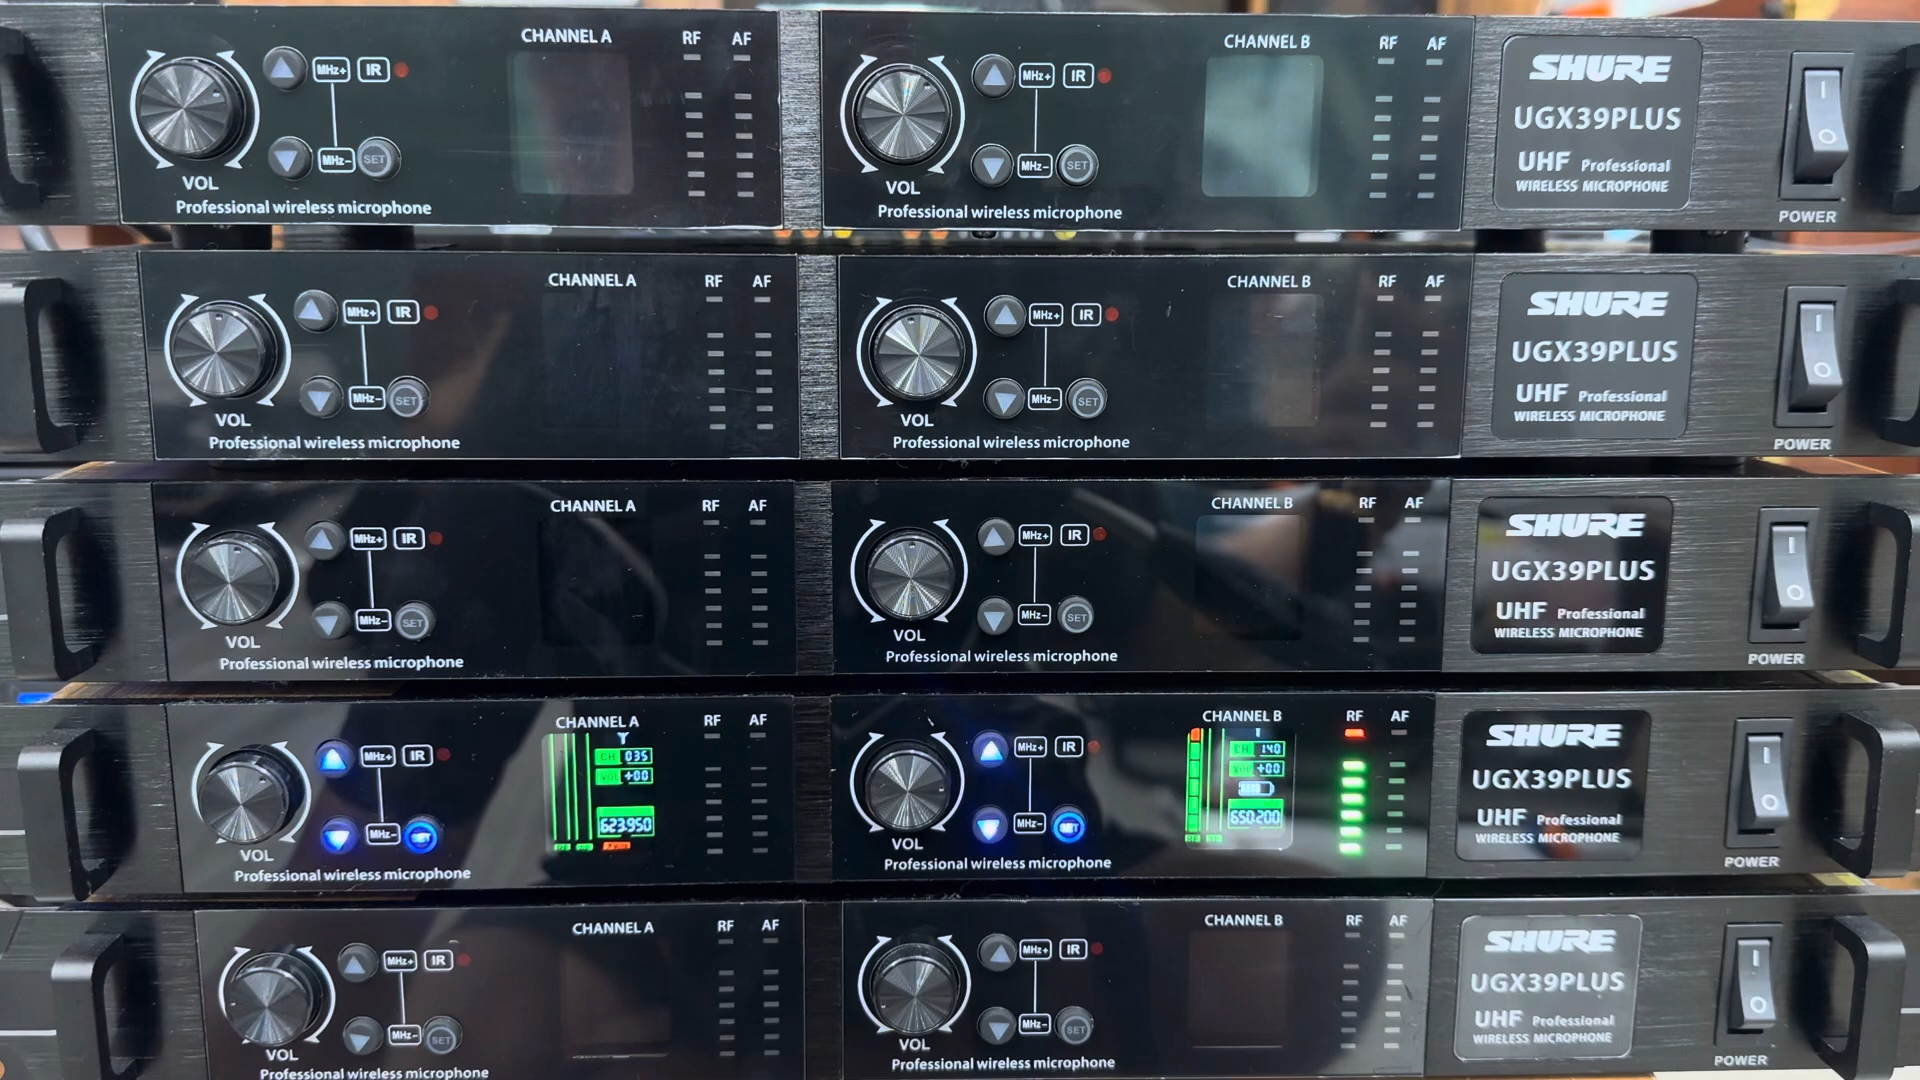 CHANNEL A RF AF CHANNEL B RF AF
MHz+ IR MHz+ IR
MHz− SET MHz− SET
VOL VOL
Professional wireless microphone Professional wireless microphone
SHURE
UGX39PLUS
UHF Professional
WIRELESS MICROPHONE
POWER
CHANNEL A RF AF CHANNEL B RF AF
MHz+ IR MHz+ IR
MHz− SET MHz− SET
VOL VOL
Professional wireless microphone Professional wireless microphone
SHURE
UGX39PLUS
UHF Professional
WIRELESS MICROPHONE
POWER
CHANNEL A RF AF CHANNEL B RF AF
MHz+ IR MHz+ IR
MHz− SET MHz− SET
VOL VOL
Professional wireless microphone Professional wireless microphone
SHURE
UGX39PLUS
UHF Professional
WIRELESS MICROPHONE
POWER
CHANNEL A RF AF CHANNEL B RF AF
MHz+ IR MHz+ IR
MHz− SET MHz− SET
CH 035
VOL +00
623.950
CH 140
VOL +00
650.200
VOL VOL
Professional wireless microphone Professional wireless microphone
SHURE
UGX39PLUS
UHF Professional
WIRELESS MICROPHONE
POWER
CHANNEL A RF AF CHANNEL B RF AF
MHz+ IR MHz+ IR
MHz− SET MHz− SET
VOL VOL
Professional wireless microphone Professional wireless microphone
SHURE
UGX39PLUS
UHF Professional
WIRELESS MICROPHONE
POWER